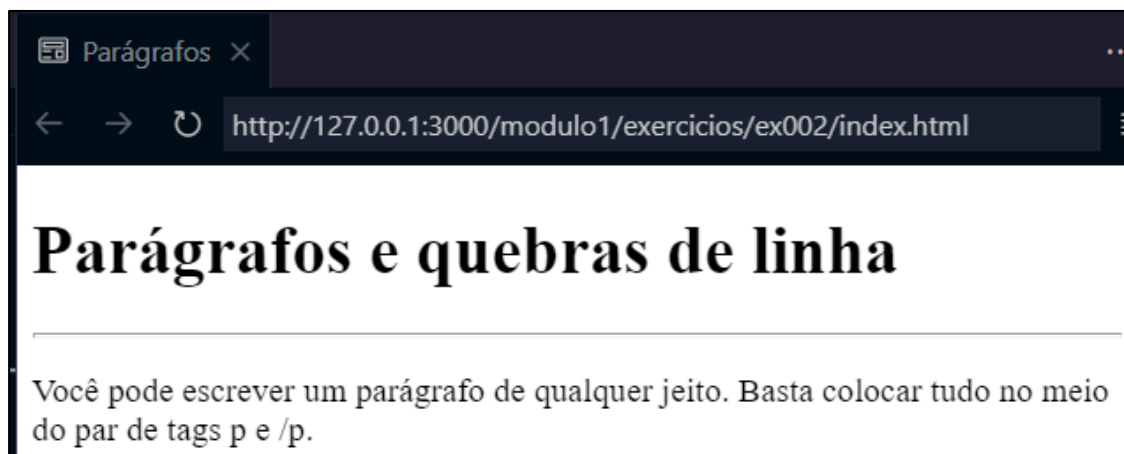 Parágrafos
http://127.0.0.1:3000/modulo1/exercicios/ex002/index.html
Parágrafos e quebras de linha
Você pode escrever um parágrafo de qualquer jeito. Basta colocar tudo no meio
do par de tags p e /p.